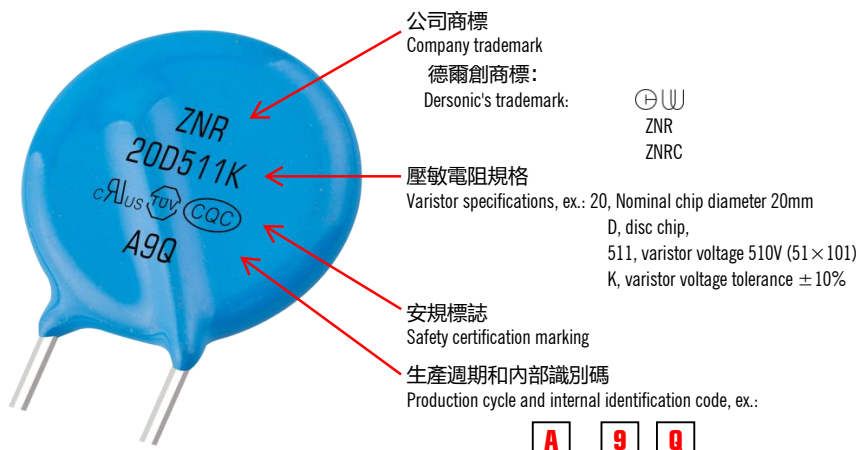 公司商標
Company trademark
德爾創商標：
Dersonic's trademark:
ZNR
ZNRC
ZNR
20D511K
cRUus TÜV CQC
A9Q
壓敏電阻規格
Varistor specifications, ex.: 20, Nominal chip diameter 20mm
D, disc chip,
511, varistor voltage 510V (51×101)
K, varistor voltage tolerance ±10%
安規標誌
Safety certification marking
生產週期和內部識別碼
Production cycle and internal identification code, ex.:
A 9 Q